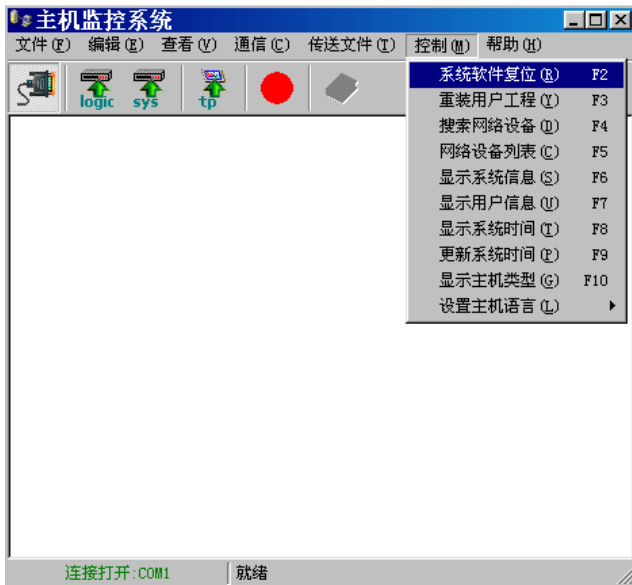 主机监控系统
文件(F) 编辑(E) 查看(V) 通信(C) 传送文件(T) 控制(M) 帮助(H)
logic sys tp
系统软件复位(R) F2
重装用户工程(Y) F3
搜索网络设备(D) F4
网络设备列表(C) F5
显示系统信息(S) F6
显示用户信息(U) F7
显示系统时间(T) F8
更新系统时间(P) F9
显示主机类型(G) F10
设置主机语言(L)
连接打开:COM1 就绪